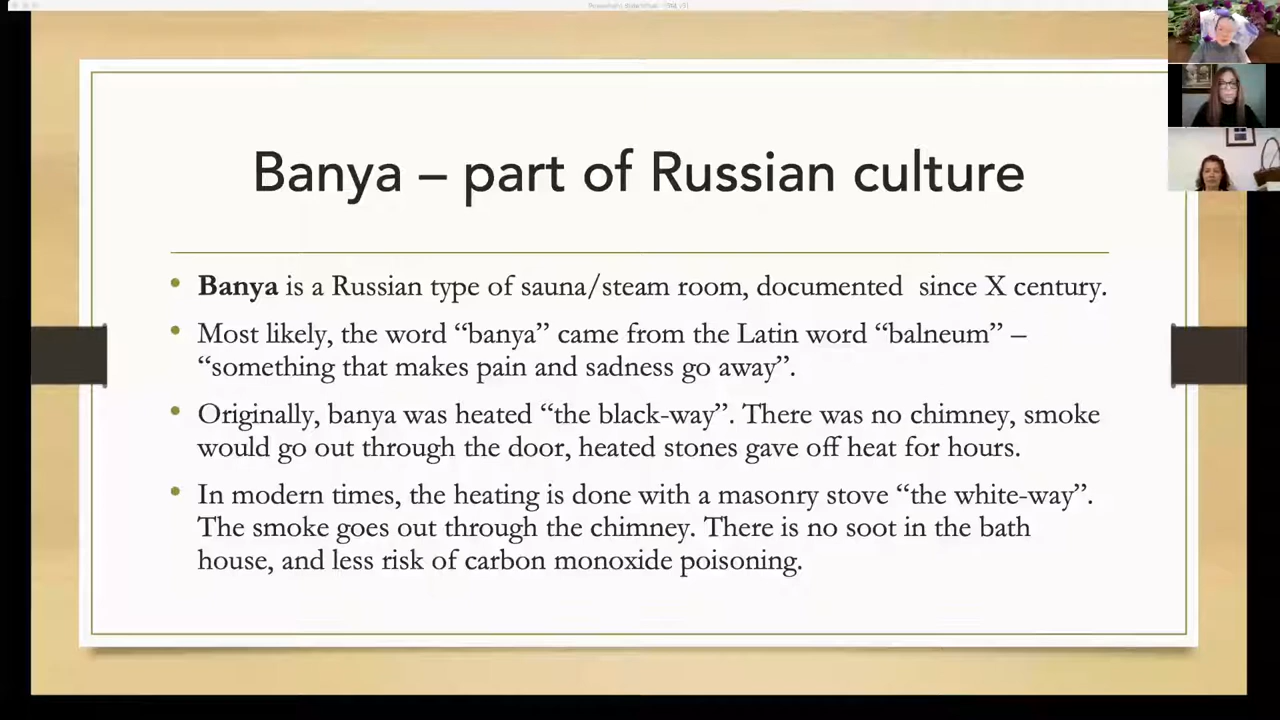 Banya – part of Russian culture
• Banya is a Russian type of sauna/steam room, documented  since X century.
• Most likely, the word “banya” came from the Latin word “balneum” –
“something that makes pain and sadness go away”.
• Originally, banya was heated “the black-way”. There was no chimney, smoke
would go out through the door, heated stones gave off heat for hours.
• In modern times, the heating is done with a masonry stove “the white-way”.
The smoke goes out through the chimney. There is no soot in the bath
house, and less risk of carbon monoxide poisoning.